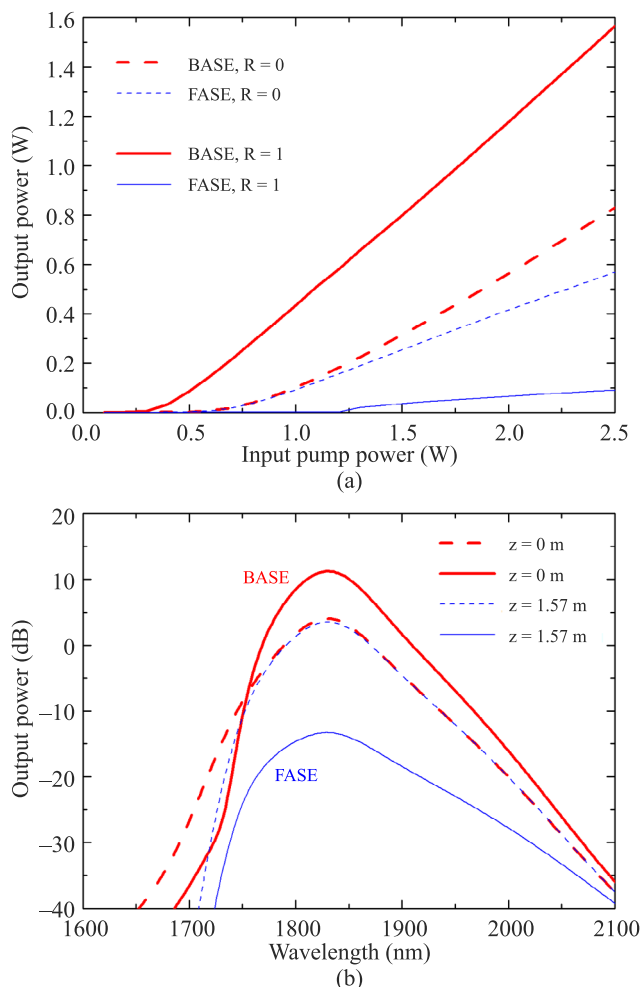 1.6
1.4
1.2
1.0
0.8
0.6
0.4
0.2
0.0
Output power (W)
BASE, R = 0
FASE, R = 0
BASE, R = 1
FASE, R = 1
0.0 0.5 1.0 1.5 2.0 2.5
Input pump power (W)
(a)
20
10
0
−10
−20
−30
−40
Output power (dB)
BASE
FASE
z = 0 m
z = 0 m
z = 1.57 m
z = 1.57 m
1600 1700 1800 1900 2000 2100
Wavelength (nm)
(b)